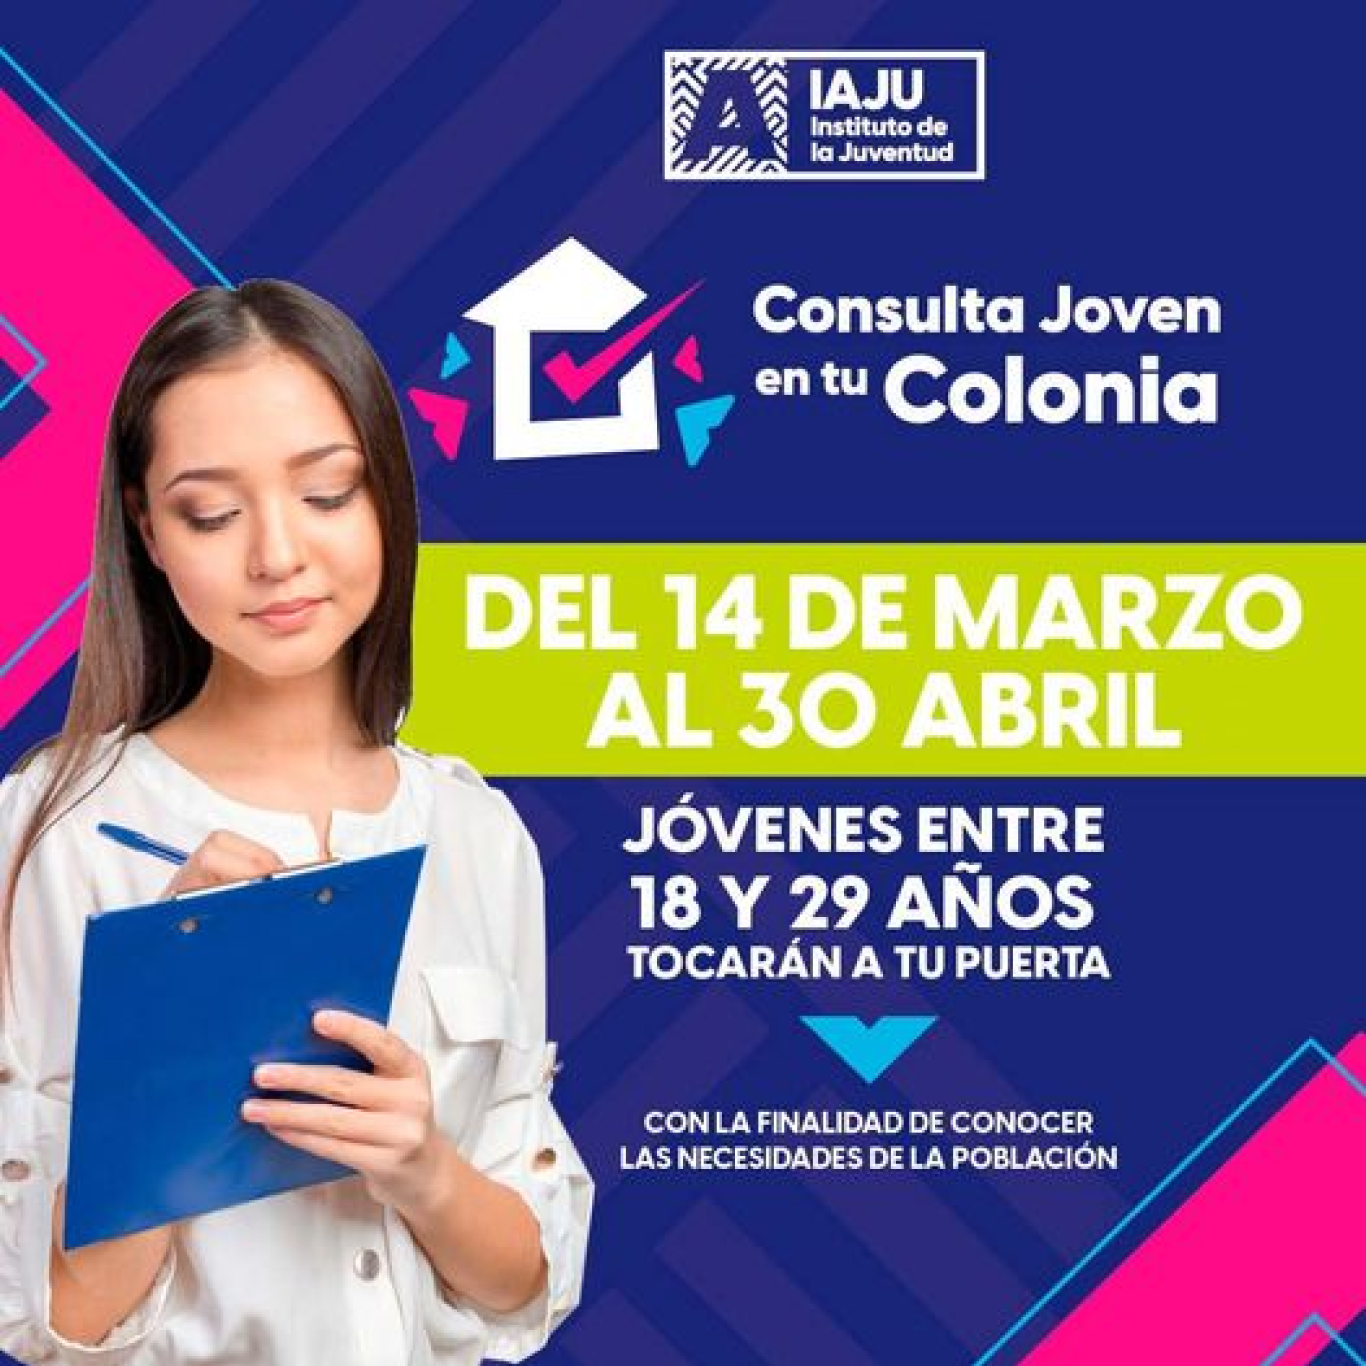 IAJU
Instituto de
la Juventud
Consulta Joven
en tu Colonia
DEL 14 DE MARZO
AL 30 ABRIL
JÓVENES ENTRE
18 Y 29 AÑOS
TOCARÁN A TU PUERTA
CON LA FINALIDAD DE CONOCER
LAS NECESIDADES DE LA POBLACIÓN